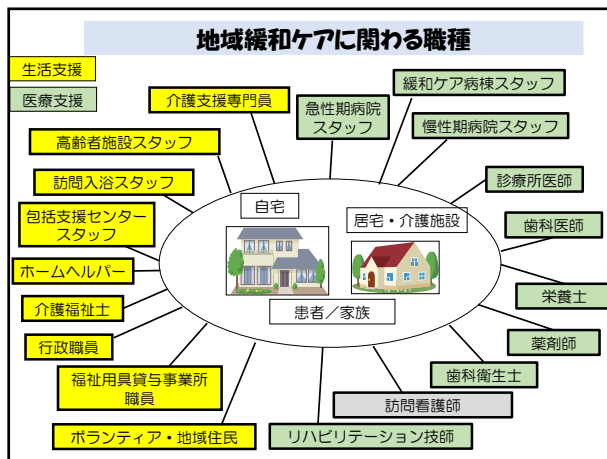 地域緩和ケアに関わる職種
生活支援
医療支援
介護支援専門員
高齢者施設スタッフ
訪問入浴スタッフ
包括支援センター
スタッフ
ホームヘルパー
介護福祉士
行政職員
福祉用具貸与事業所
職員
ボランティア・地域住民
急性期病院
スタッフ
緩和ケア病棟スタッフ
慢性期病院スタッフ
診療所医師
歯科医師
栄養士
薬剤師
歯科衛生士
訪問看護師
リハビリテーション技師
自宅
居宅・介護施設
患者／家族